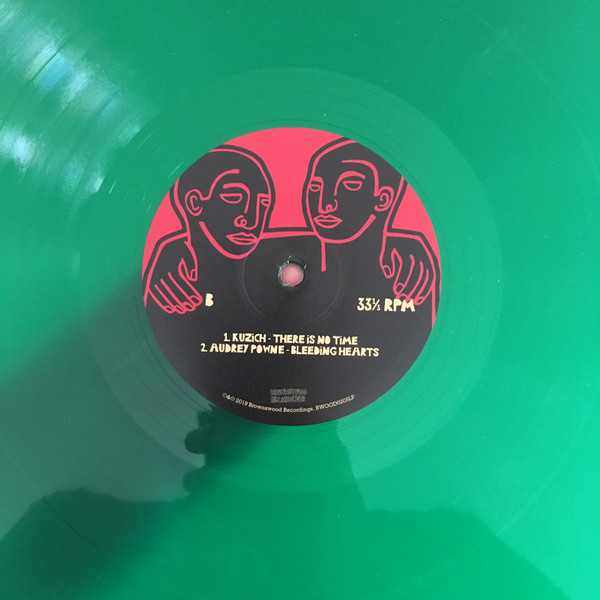 B
33⅓ RPM
1. KUZiCH - THERE iS NO TiME
2. AUDREY POWNE - BLEEDiNG HEARTS
BROWNSWOOD
RECORDINGS
℗&© 2019 Brownswood Recordings. BWOOD0205LP